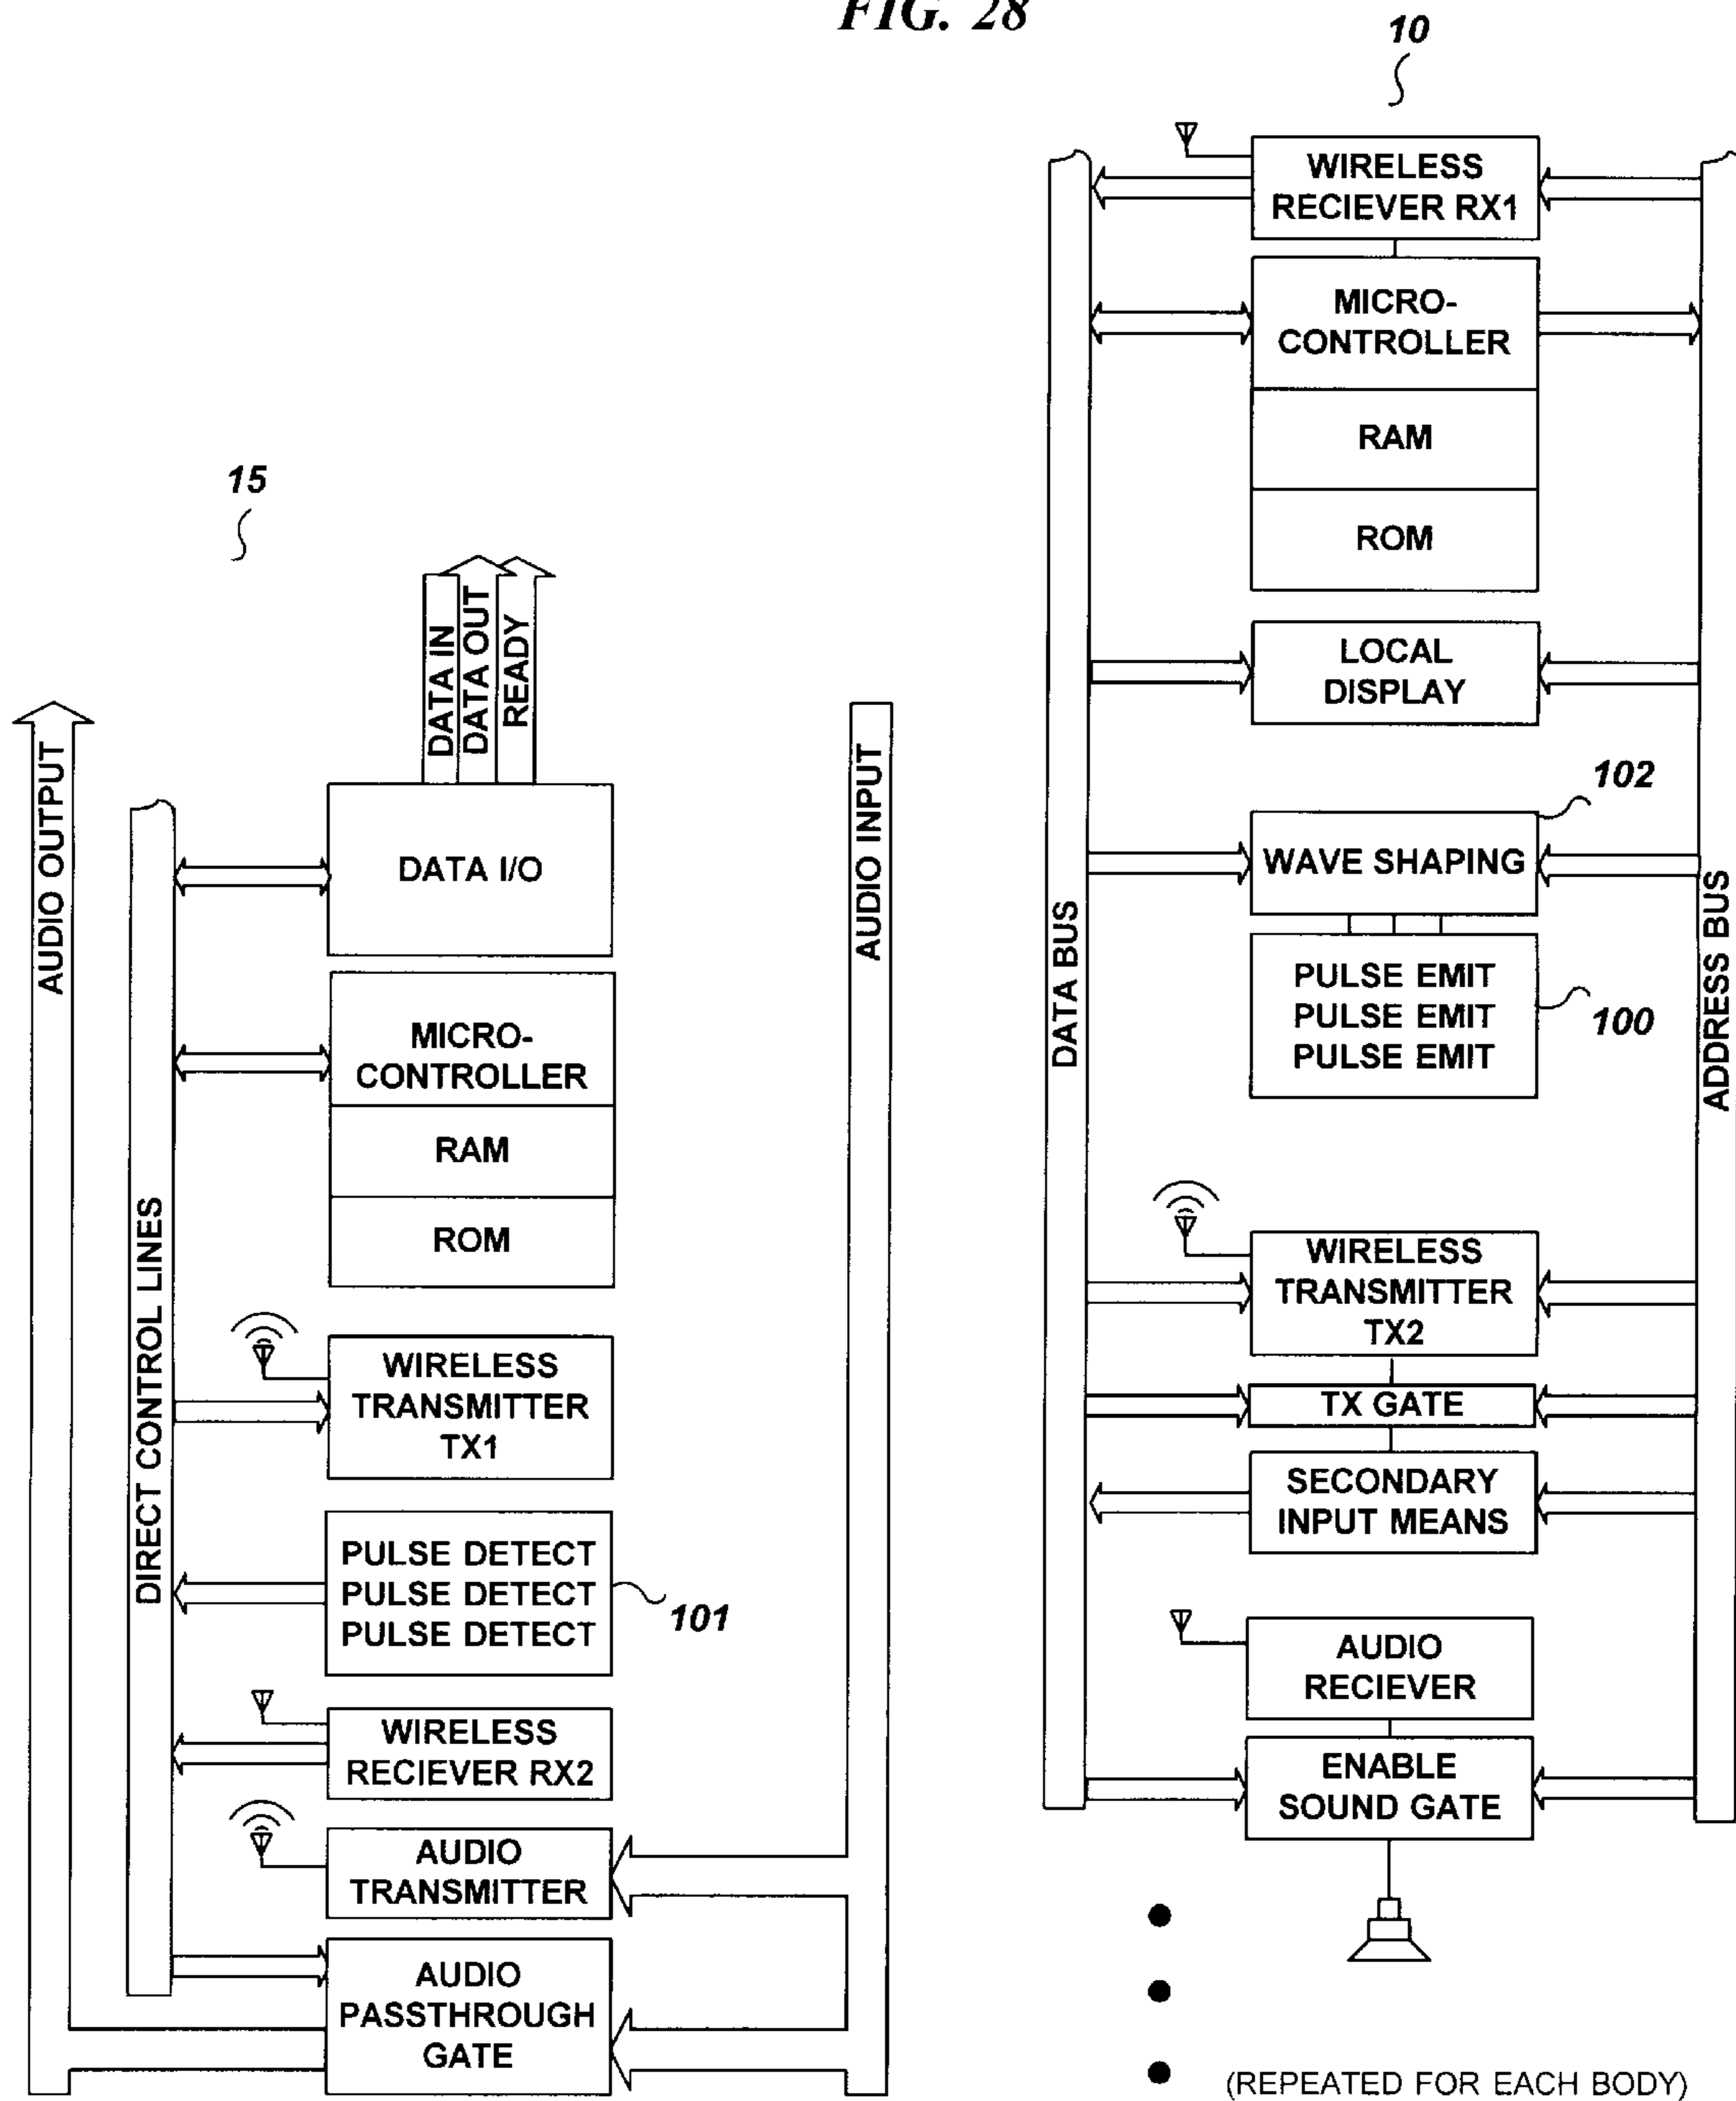 FIG. 28
15
AUDIO OUTPUT
DIRECT CONTROL LINES
DATA IN
DATA OUT
READY
AUDIO INPUT
DATA I/O
MICRO-
CONTROLLER
RAM
ROM
WIRELESS
TRANSMITTER
TX1
PULSE DETECT
PULSE DETECT
PULSE DETECT
101
WIRELESS
RECIEVER RX2
AUDIO
TRANSMITTER
AUDIO
PASSTHROUGH
GATE
10
DATA BUS
ADDRESS BUS
WIRELESS
RECIEVER RX1
MICRO-
CONTROLLER
RAM
ROM
LOCAL
DISPLAY
102
WAVE SHAPING
PULSE EMIT
PULSE EMIT
PULSE EMIT
100
WIRELESS
TRANSMITTER
TX2
TX GATE
SECONDARY
INPUT MEANS
AUDIO
RECIEVER
ENABLE
SOUND GATE
(REPEATED FOR EACH BODY)